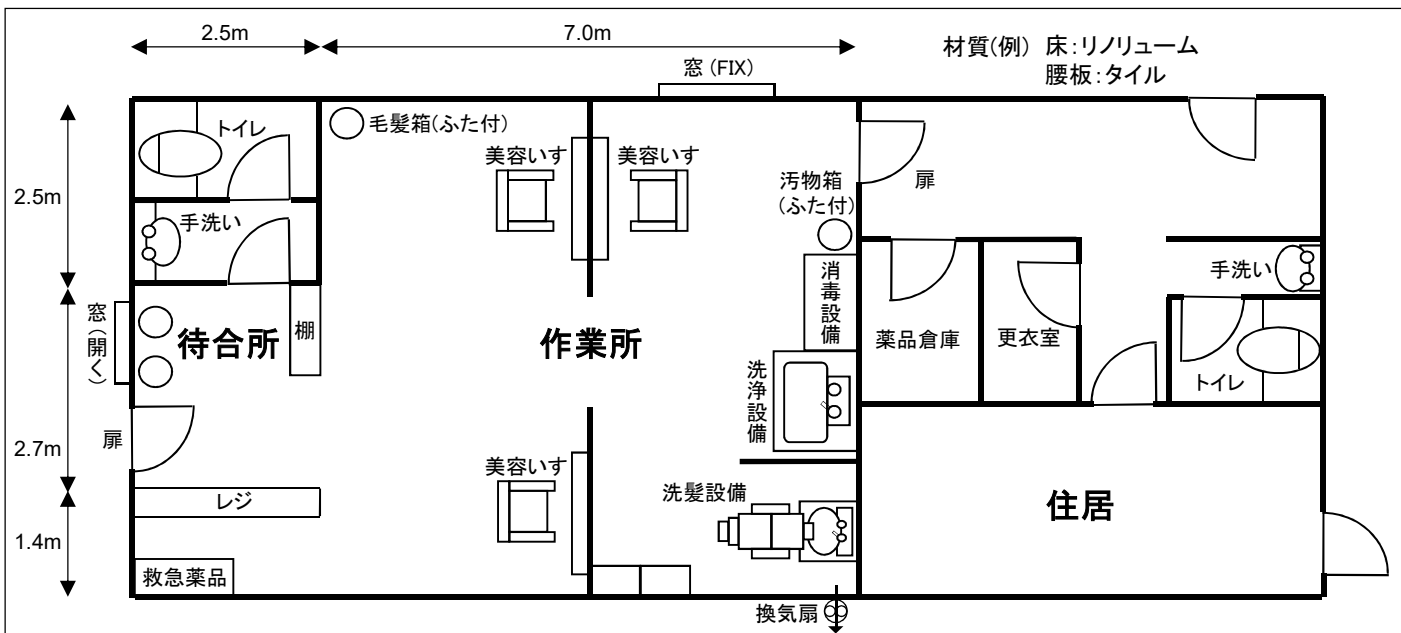 2.5m
7.0m
材質(例) 床:リノリューム
腰板:タイル
窓(FIX)
トイレ
毛髪箱(ふた付)
美容いす
美容いす
汚物箱
(ふた付)
扉
2.5m
手洗い
消毒設備
手洗い
窓(開く)
待合所
棚
作業所
薬品倉庫
更衣室
洗浄設備
トイレ
扉
2.7m
美容いす
洗髪設備
レジ
住居
1.4m
救急薬品
換気扇